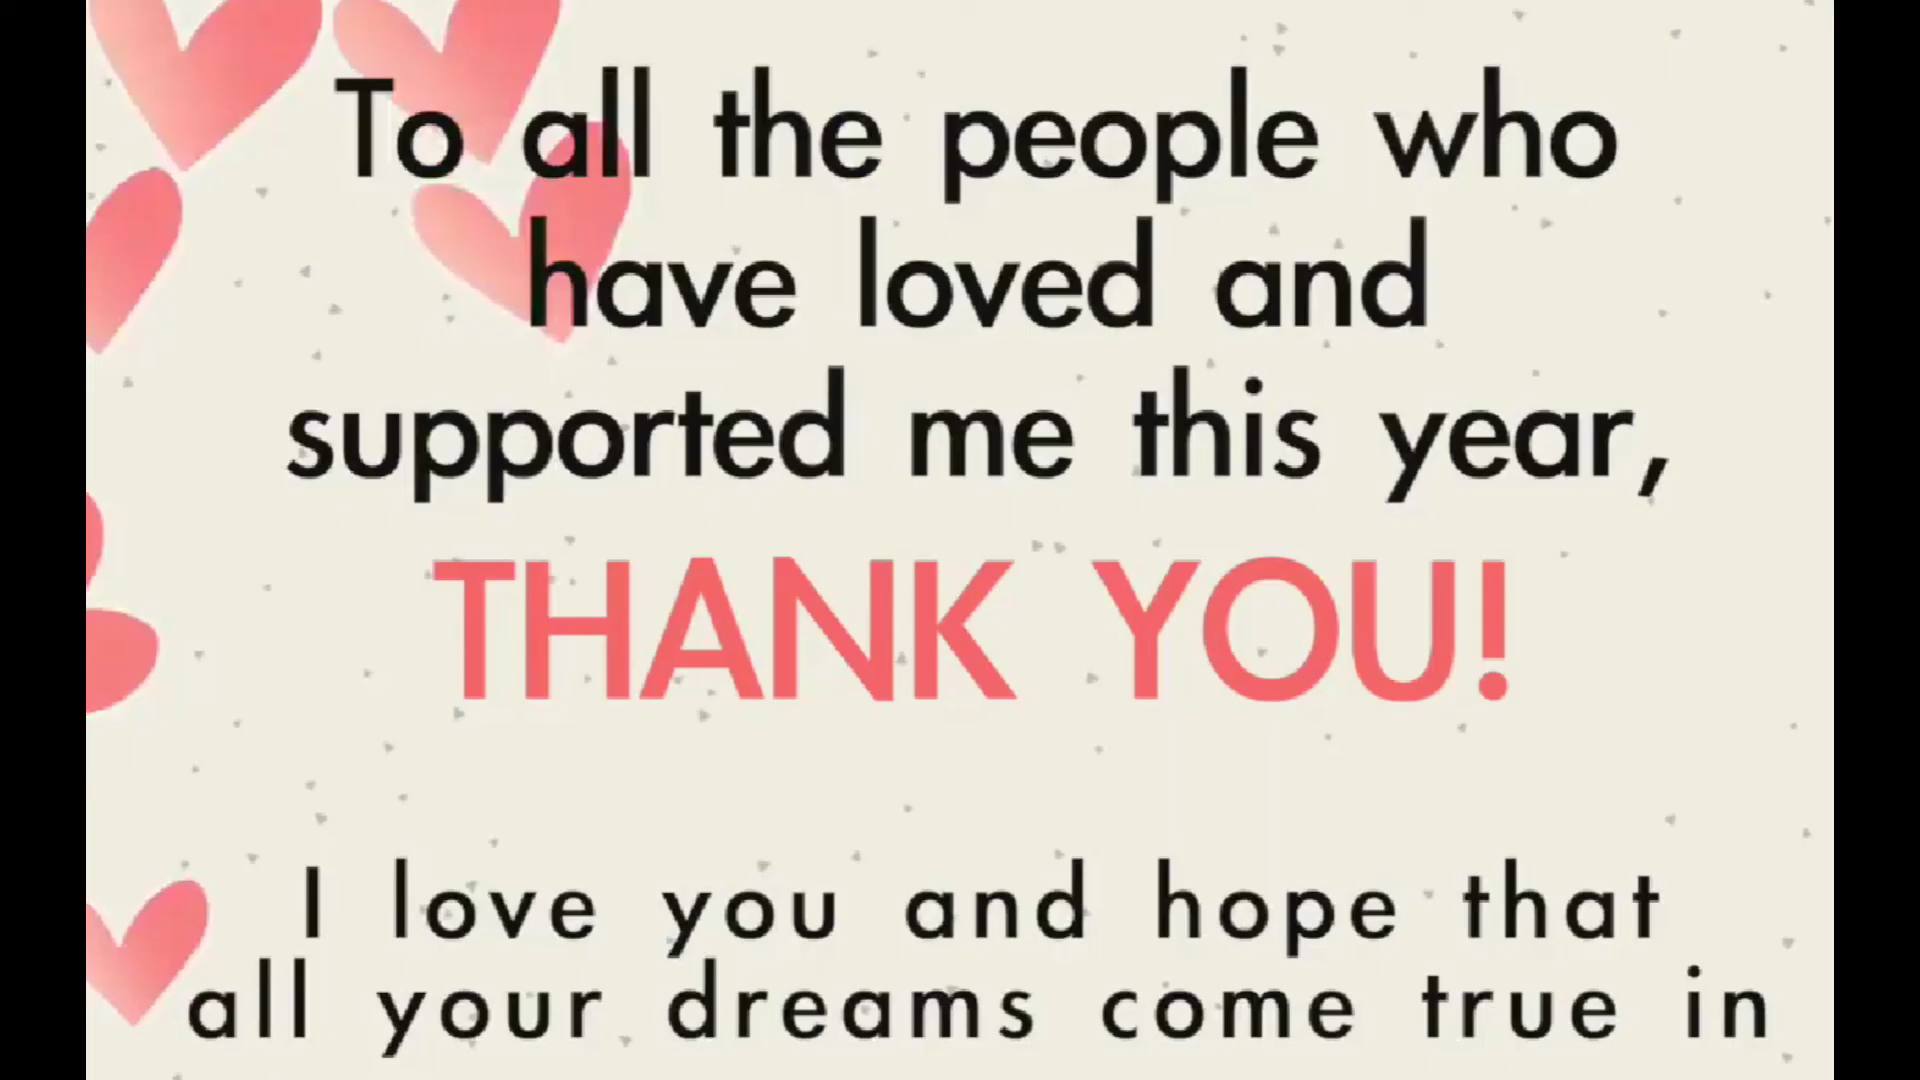 To all the people who
have loved and
supported me this year,
THANK YOU!
I love you and hope that
all your dreams come true in